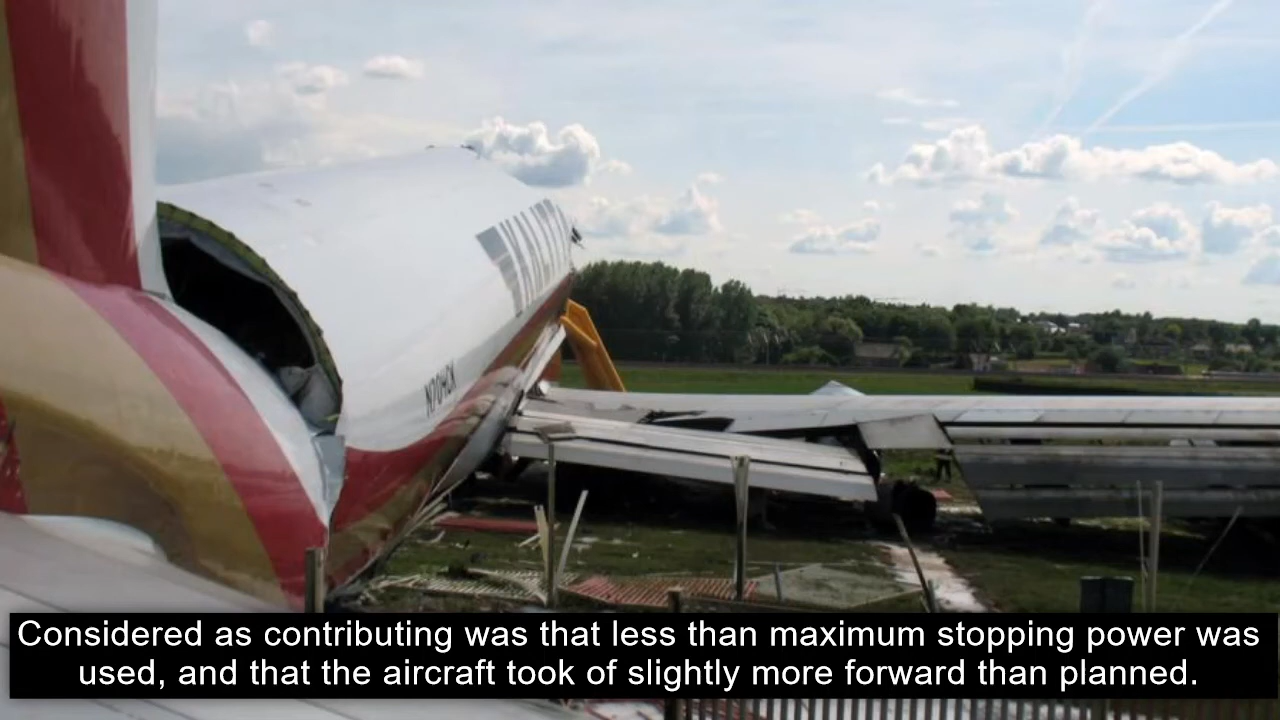 N704CK
Considered as contributing was that less than maximum stopping power was
used, and that the aircraft took of slightly more forward than planned.